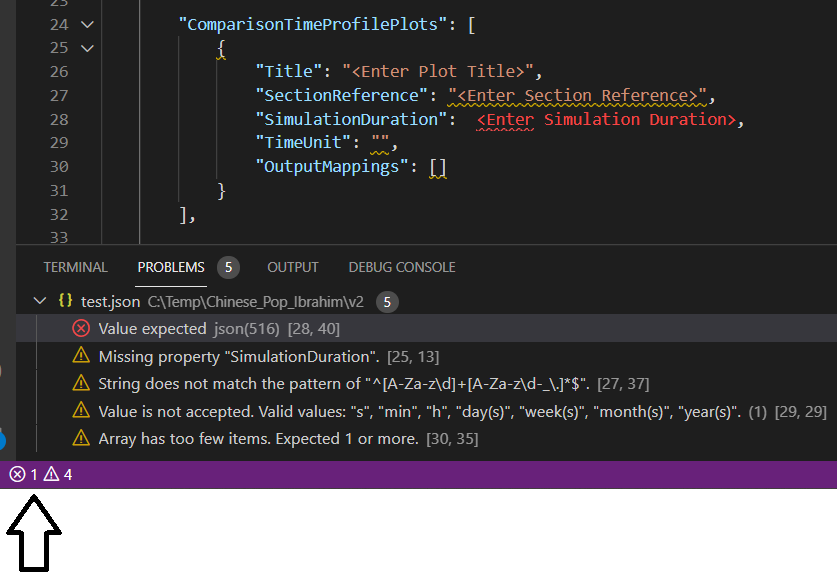 23
24 "ComparisonTimeProfilePlots": [
25 {
26 "Title": "<Enter Plot Title>",
27 "SectionReference": "<Enter Section Reference>",
28 "SimulationDuration": <Enter Simulation Duration>,
29 "TimeUnit": "",
30 "OutputMappings": []
31 }
32 ],
33
TERMINAL PROBLEMS 5 OUTPUT DEBUG CONSOLE
{} test.json C:\Temp\Chinese_Pop_Ibrahim\v2 5
Value expected json(516) [28, 40]
Missing property "SimulationDuration". [25, 13]
String does not match the pattern of "^[A-Za-z\d]+[A-Za-z\d-_\.]*$". [27, 37]
Value is not accepted. Valid values: "s", "min", "h", "day(s)", "week(s)", "month(s)", "year(s)". (1) [29, 29]
Array has too few items. Expected 1 or more. [30, 35]
1 4